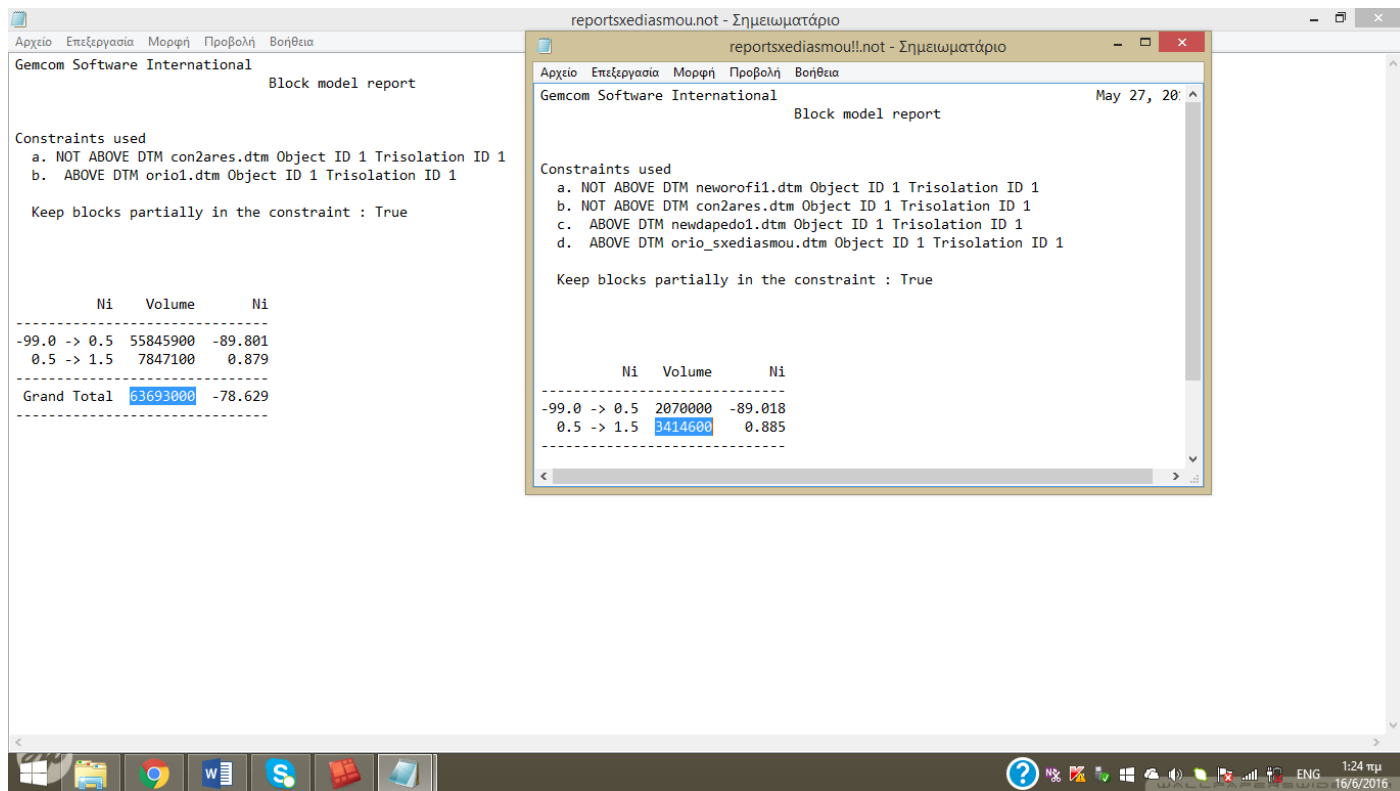 reportsxediasmou.not - Σημειωματάριο
Αρχείο Επεξεργασία Μορφή Προβολή Βοήθεια
Gemcom Software International
Block model report
Constraints used
a. NOT ABOVE DTM con2ares.dtm Object ID 1 Trisolation ID 1
b. ABOVE DTM orio1.dtm Object ID 1 Trisolation ID 1
Keep blocks partially in the constraint : True
Ni Volume Ni
-------------------------------
-99.0 -> 0.5 55845900 -89.801
0.5 -> 1.5 7847100 0.879
-------------------------------
Grand Total 63693000 -78.629
-------------------------------
reportsxediasmou!!.not - Σημειωματάριο
Αρχείο Επεξεργασία Μορφή Προβολή Βοήθεια
Gemcom Software International May 27, 20
Block model report
Constraints used
a. NOT ABOVE DTM neworofi1.dtm Object ID 1 Trisolation ID 1
b. NOT ABOVE DTM con2ares.dtm Object ID 1 Trisolation ID 1
c. ABOVE DTM newdapedo1.dtm Object ID 1 Trisolation ID 1
d. ABOVE DTM orio_sxediasmou.dtm Object ID 1 Trisolation ID 1
Keep blocks partially in the constraint : True
Ni Volume Ni
------------------------------
-99.0 -> 0.5 2070000 -89.018
0.5 -> 1.5 3414600 0.885
------------------------------
ENG
1:24 πμ
16/6/2016